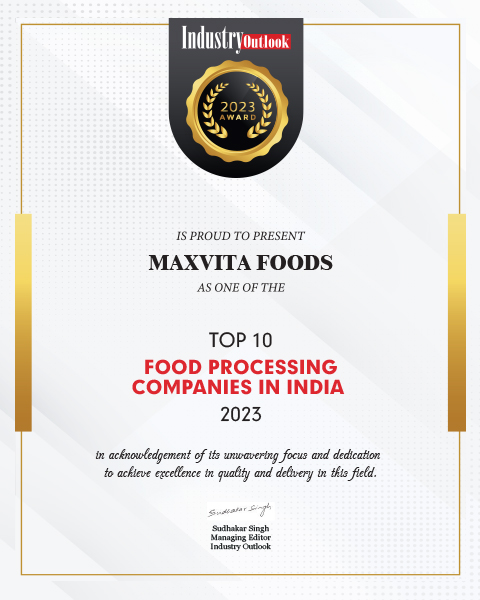 Industry Outlook
2023
AWARD
IS PROUD TO PRESENT
MAXVITA FOODS
AS ONE OF THE
TOP 10
FOOD PROCESSING
COMPANIES IN INDIA
2023
in acknowledgement of its unwavering focus and dedication
to achieve excellence in quality and delivery in this field.
Sudhakar Singh
Sudhakar Singh
Managing Editor
Industry Outlook